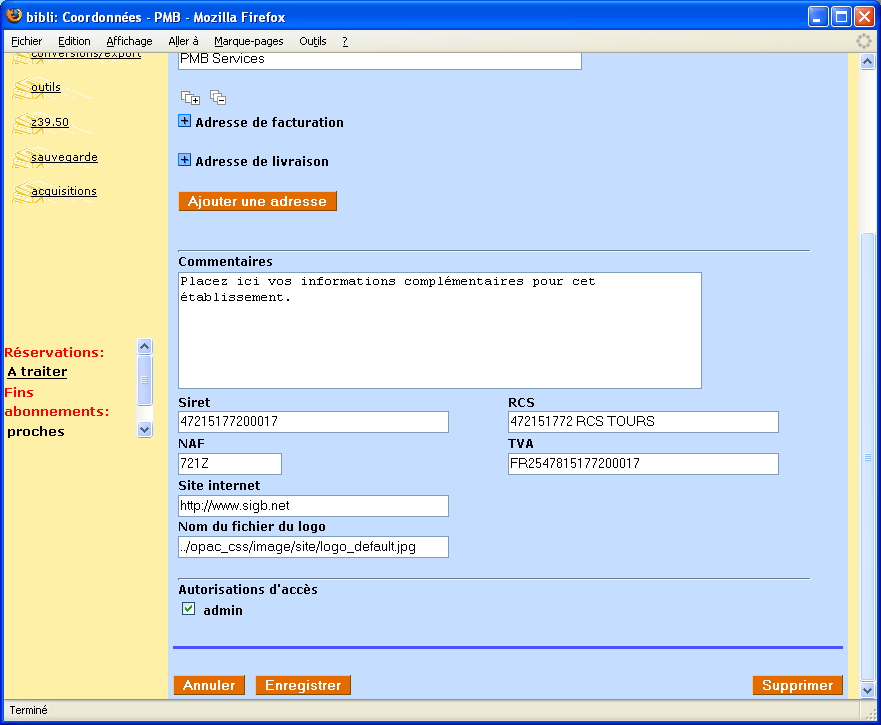 bibli: Coordonnées - PMB - Mozilla Firefox
Fichier Edition Affichage Aller à Marque-pages Outils ?
conversions/export
outils
z39.50
sauvegarde
acquisitions
Réservations:
A traiter
Fins
abonnements:
proches
PMB Services
Adresse de facturation
Adresse de livraison
Ajouter une adresse
Commentaires
Placez ici vos informations complémentaires pour cet
établissement.
Siret RCS
47215177200017 472151772 RCS TOURS
NAF TVA
721Z FR2547815177200017
Site internet
http://www.sigb.net
Nom du fichier du logo
../opac_css/image/site/logo_default.jpg
Autorisations d'accès
admin
Annuler Enregistrer Supprimer
Terminé